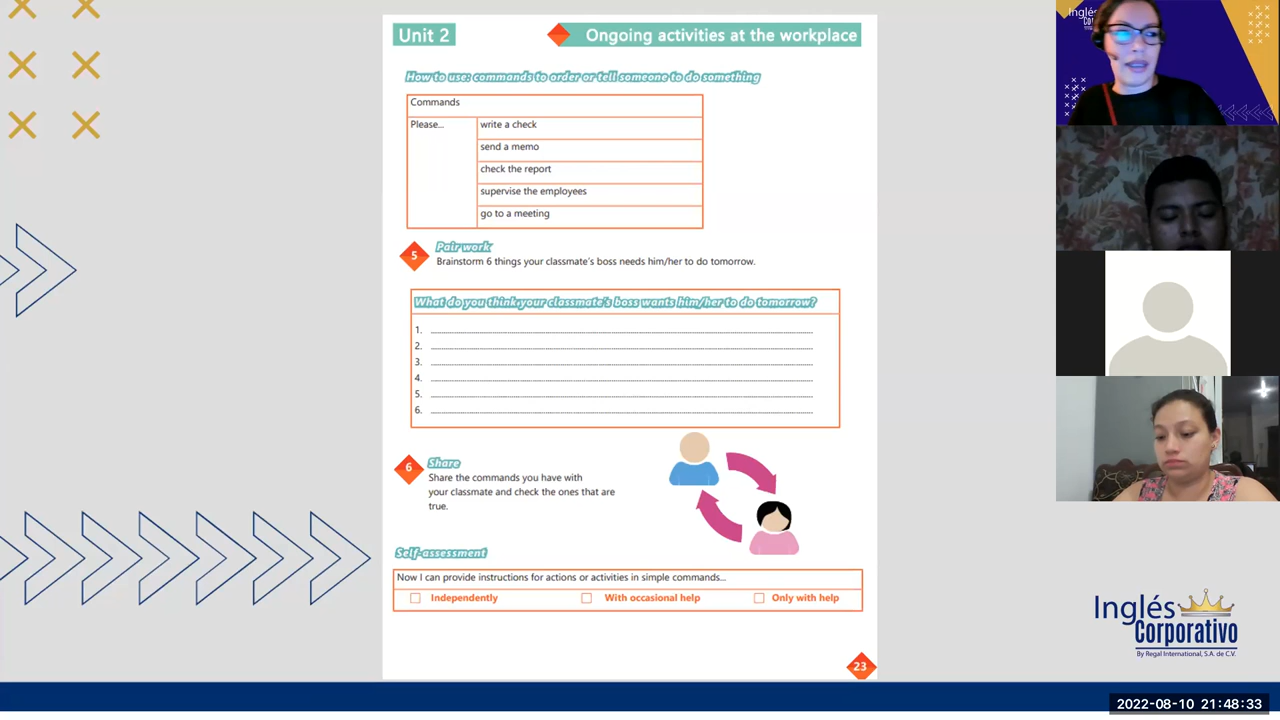 Unit 2
Ongoing activities at the workplace
How to use: commands to order or tell someone to do something
Commands
Please...
write a check
send a memo
check the report
supervise the employees
go to a meeting
5
Pair work
Brainstorm 6 things your classmate's boss needs him/her to do tomorrow.
What do you think your classmate's boss wants him/her to do tomorrow?
1.
2.
3.
4.
5.
6.
6
Share
Share the commands you have with
your classmate and check the ones that are
true.
Self-assessment
Now I can provide instructions for actions or activities in simple commands...
Independently
With occasional help
Only with help
23
Inglés
Inglés
Corporativo
By Regal International, S.A. de C.V.
2022-08-10 21:48:33